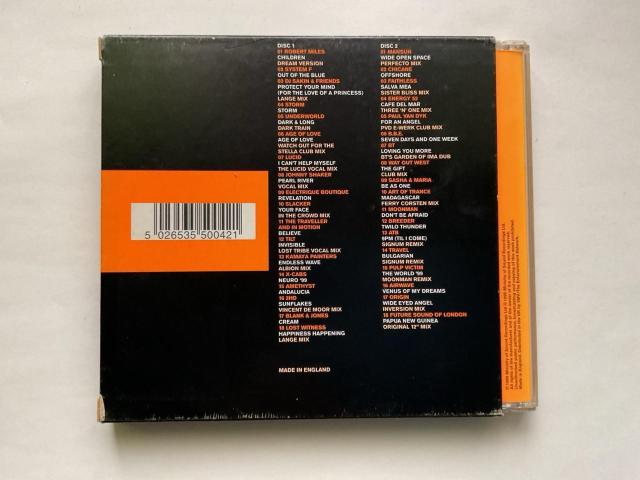 DISC 1
01 ROBERT MILES
CHILDREN
DREAM VERSION
02 SYSTEM F
OUT OF THE BLUE
03 DJ SAKIN & FRIENDS
PROTECT YOUR MIND
(FOR THE LOVE OF A PRINCESS)
LANGE MIX
04 STORM
STORM
05 UNDERWORLD
DARK & LONG
DARK TRAIN
06 AGE OF LOVE
AGE OF LOVE
WATCH OUT FOR THE
STELLA CLUB MIX
07 LUCID
I CAN'T HELP MYSELF
THE LUCID VOCAL MIX
08 JOHNNY SHAKER
PEARL RIVER
VOCAL MIX
09 ELECTRIQUE BOUTIQUE
REVELATION
10 SLACKER
YOUR FACE
IN THE CROWD MIX
11 THE TRAVELLER
AND IN MOTION
BELIEVE
12 TILT
INVISIBLE
LOST TRIBE VOCAL MIX
13 KAMAYA PAINTERS
ENDLESS WAVE
ALBION MIX
14 X-CABS
NEURO '99
15 AMETHYST
ANDALUCIA
16 2HD
SUNFLAKES
VINCENT DE MOOR MIX
17 BLANK & JONES
CREAM
18 LOST WITNESS
HAPPINESS HAPPENING
LANGE MIX
MADE IN ENGLAND
DISC 2
01 MANSUN
WIDE OPEN SPACE
PERFECTO MIX
02 CHICANE
OFFSHORE
03 FAITHLESS
SALVA MEA
SISTER BLISS MIX
04 ENERGY 52
CAFE DEL MAR
THREE 'N' ONE MIX
05 PAUL VAN DYK
FOR AN ANGEL
PVD E-WERK CLUB MIX
06 B.B.E.
SEVEN DAYS AND ONE WEEK
07 BT
LOVING YOU MORE
BT'S GARDEN OF IMA DUB
08 WAY OUT WEST
THE GIFT
CLUB MIX
09 SASHA & MARIA
BE AS ONE
10 ART OF TRANCE
MADAGASCAR
FERRY CORSTEN MIX
11 MOONMAN
DON'T BE AFRAID
12 BREEDER
TWILO THUNDER
13 ATB
9PM (TIL I COME)
SIGNUM REMIX
14 TRAVEL
BULGARIAN
SIGNUM REMIX
15 PULP VICTIM
THE WORLD '99
MOONMAN REMIX
16 AIRWAVE
VENUS OF MY DREAMS
17 ORIGIN
WIDE EYED ANGEL
INVERSION MIX
18 FUTURE SOUND OF LONDON
PAPUA NEW GUINEA
ORIGINAL 12" MIX
5 026535 500421